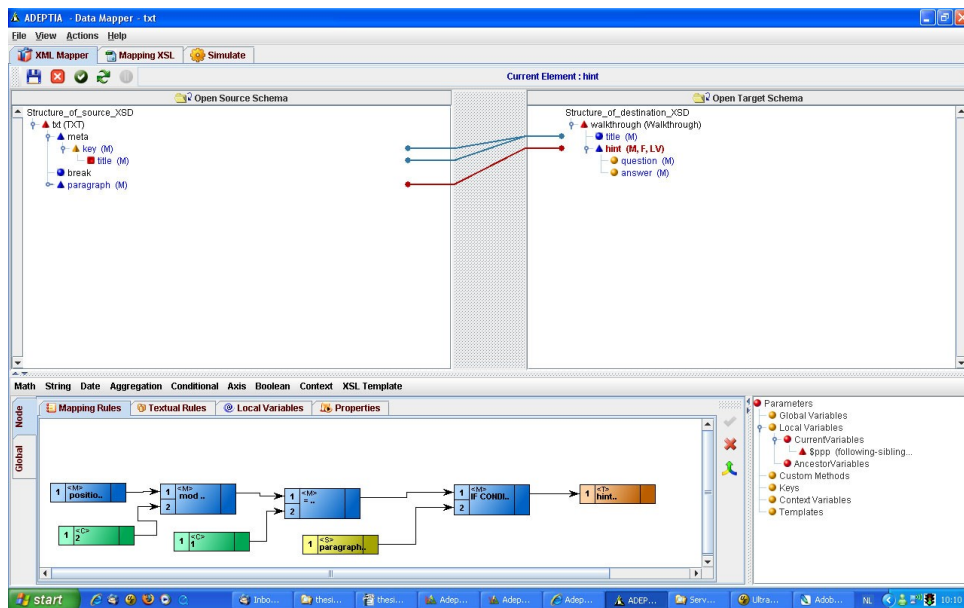 ADEPTIA - Data Mapper - txt
File View Actions Help
XML Mapper Mapping XSL Simulate
Current Element : hint
Open Source Schema Open Target Schema
Structure_of_source_XSD
txt (TXT)
meta
key (M)
title (M)
break
paragraph (M)
Structure_of_destination_XSD
walkthrough (Walkthrough)
title (M)
hint (M, F, LV)
question (M)
answer (M)
Math String Date Aggregation Conditional Axis Boolean Context XSL Template
Node
Global
Mapping Rules Textual Rules @ Local Variables Properties
1 <M> positio..
1 <M> mod ..
2
1 <M> = ..
2
1 <M> IF CONDI..
2
1 <T> hint..
1 <C> 2
1 <C> 1
1 <S> paragraph..
Parameters
Global Variables
Local Variables
CurrentVariables
$ppp (following-sibling...
AncestorVariables
Custom Methods
Keys
Context Variables
Templates
start Inbo... thesi... thesi... Adep... Adep... Adep... ADEP... Serv... Ultra... Adob... NL 10:10